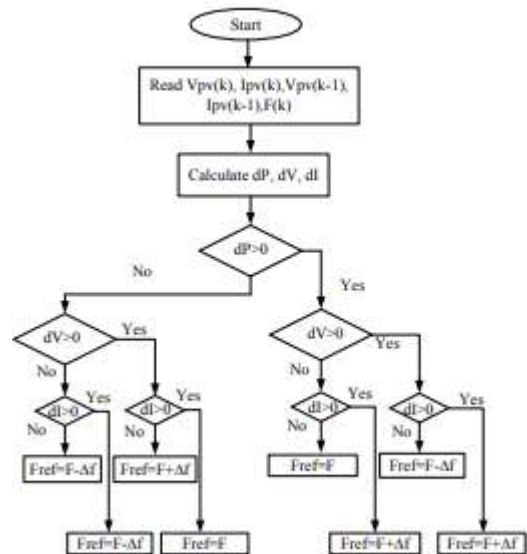 Start
Read Vpv(k), Ipv(k),Vpv(k-1),
Ipv(k-1),F(k)
Calculate dP, dV, dI
dP>0
No
Yes
dV>0
Yes
dV>0
Yes
No
No
dI>0
Yes
dI>0
Yes
dI>0
Yes
dI>0
Yes
No
No
No
No
Fref=F-Δf
Fref=F+Δf
Fref=F
Fref=F-Δf
Fref=F-Δf
Fref=F
Fref=F+Δf
Fref=F+Δf